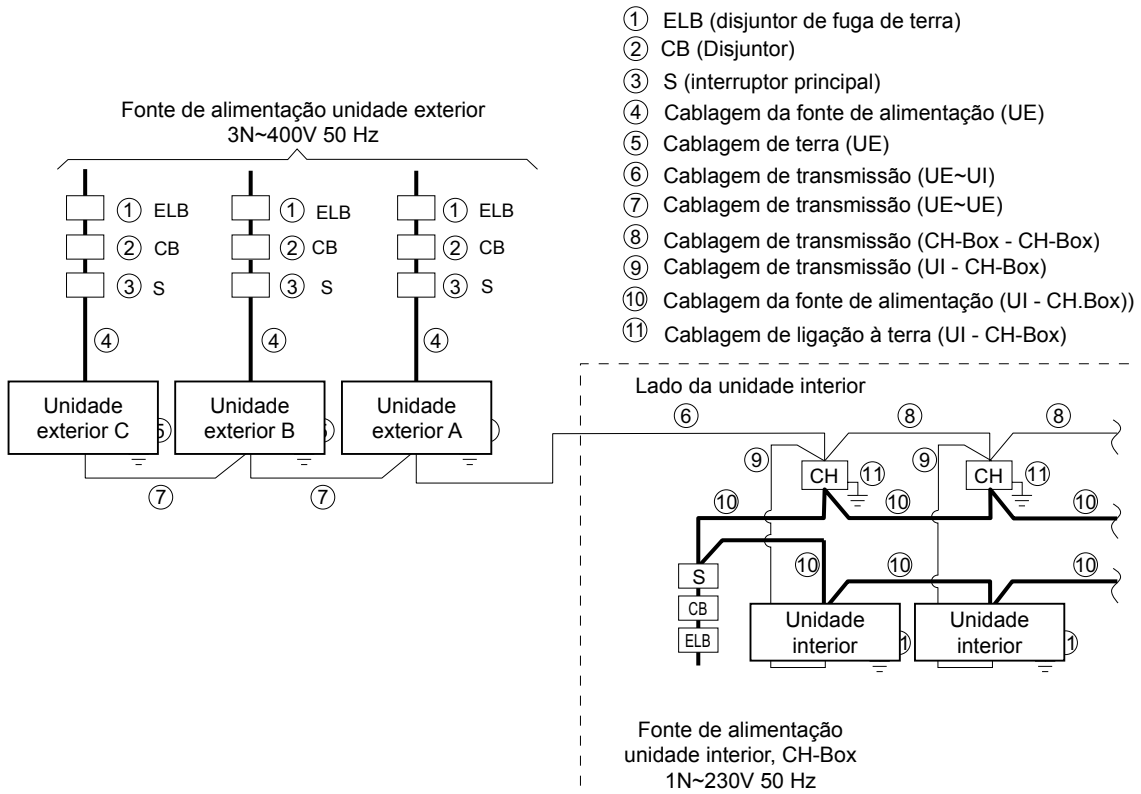 ① ELB (disjuntor de fuga de terra)
② CB (Disjuntor)
③ S (interruptor principal)
④ Cablagem da fonte de alimentação (UE)
⑤ Cablagem de terra (UE)
⑥ Cablagem de transmissão (UE~UI)
⑦ Cablagem de transmissão (UE~UE)
⑧ Cablagem de transmissão (CH-Box - CH-Box)
⑨ Cablagem de transmissão (UI - CH-Box)
⑩ Cablagem da fonte de alimentação (UI - CH.Box))
⑪ Cablagem de ligação à terra (UI - CH-Box)
Fonte de alimentação unidade exterior
3N~400V 50 Hz
① ELB ① ELB ① ELB
② CB ② CB ② CB
③ S ③ S ③ S
④ ④ ④
Unidade
exterior C
Unidade
exterior B
Unidade
exterior A
⑦ ⑦
Lado da unidade interior
⑥ ⑧ ⑧
⑨ ⑨
CH ⑪ CH ⑪
⑩ ⑩ ⑩
⑩ ⑩ ⑩
S
CB
ELB
Unidade
interior
Unidade
interior
Fonte de alimentação
unidade interior, CH-Box
1N~230V 50 Hz